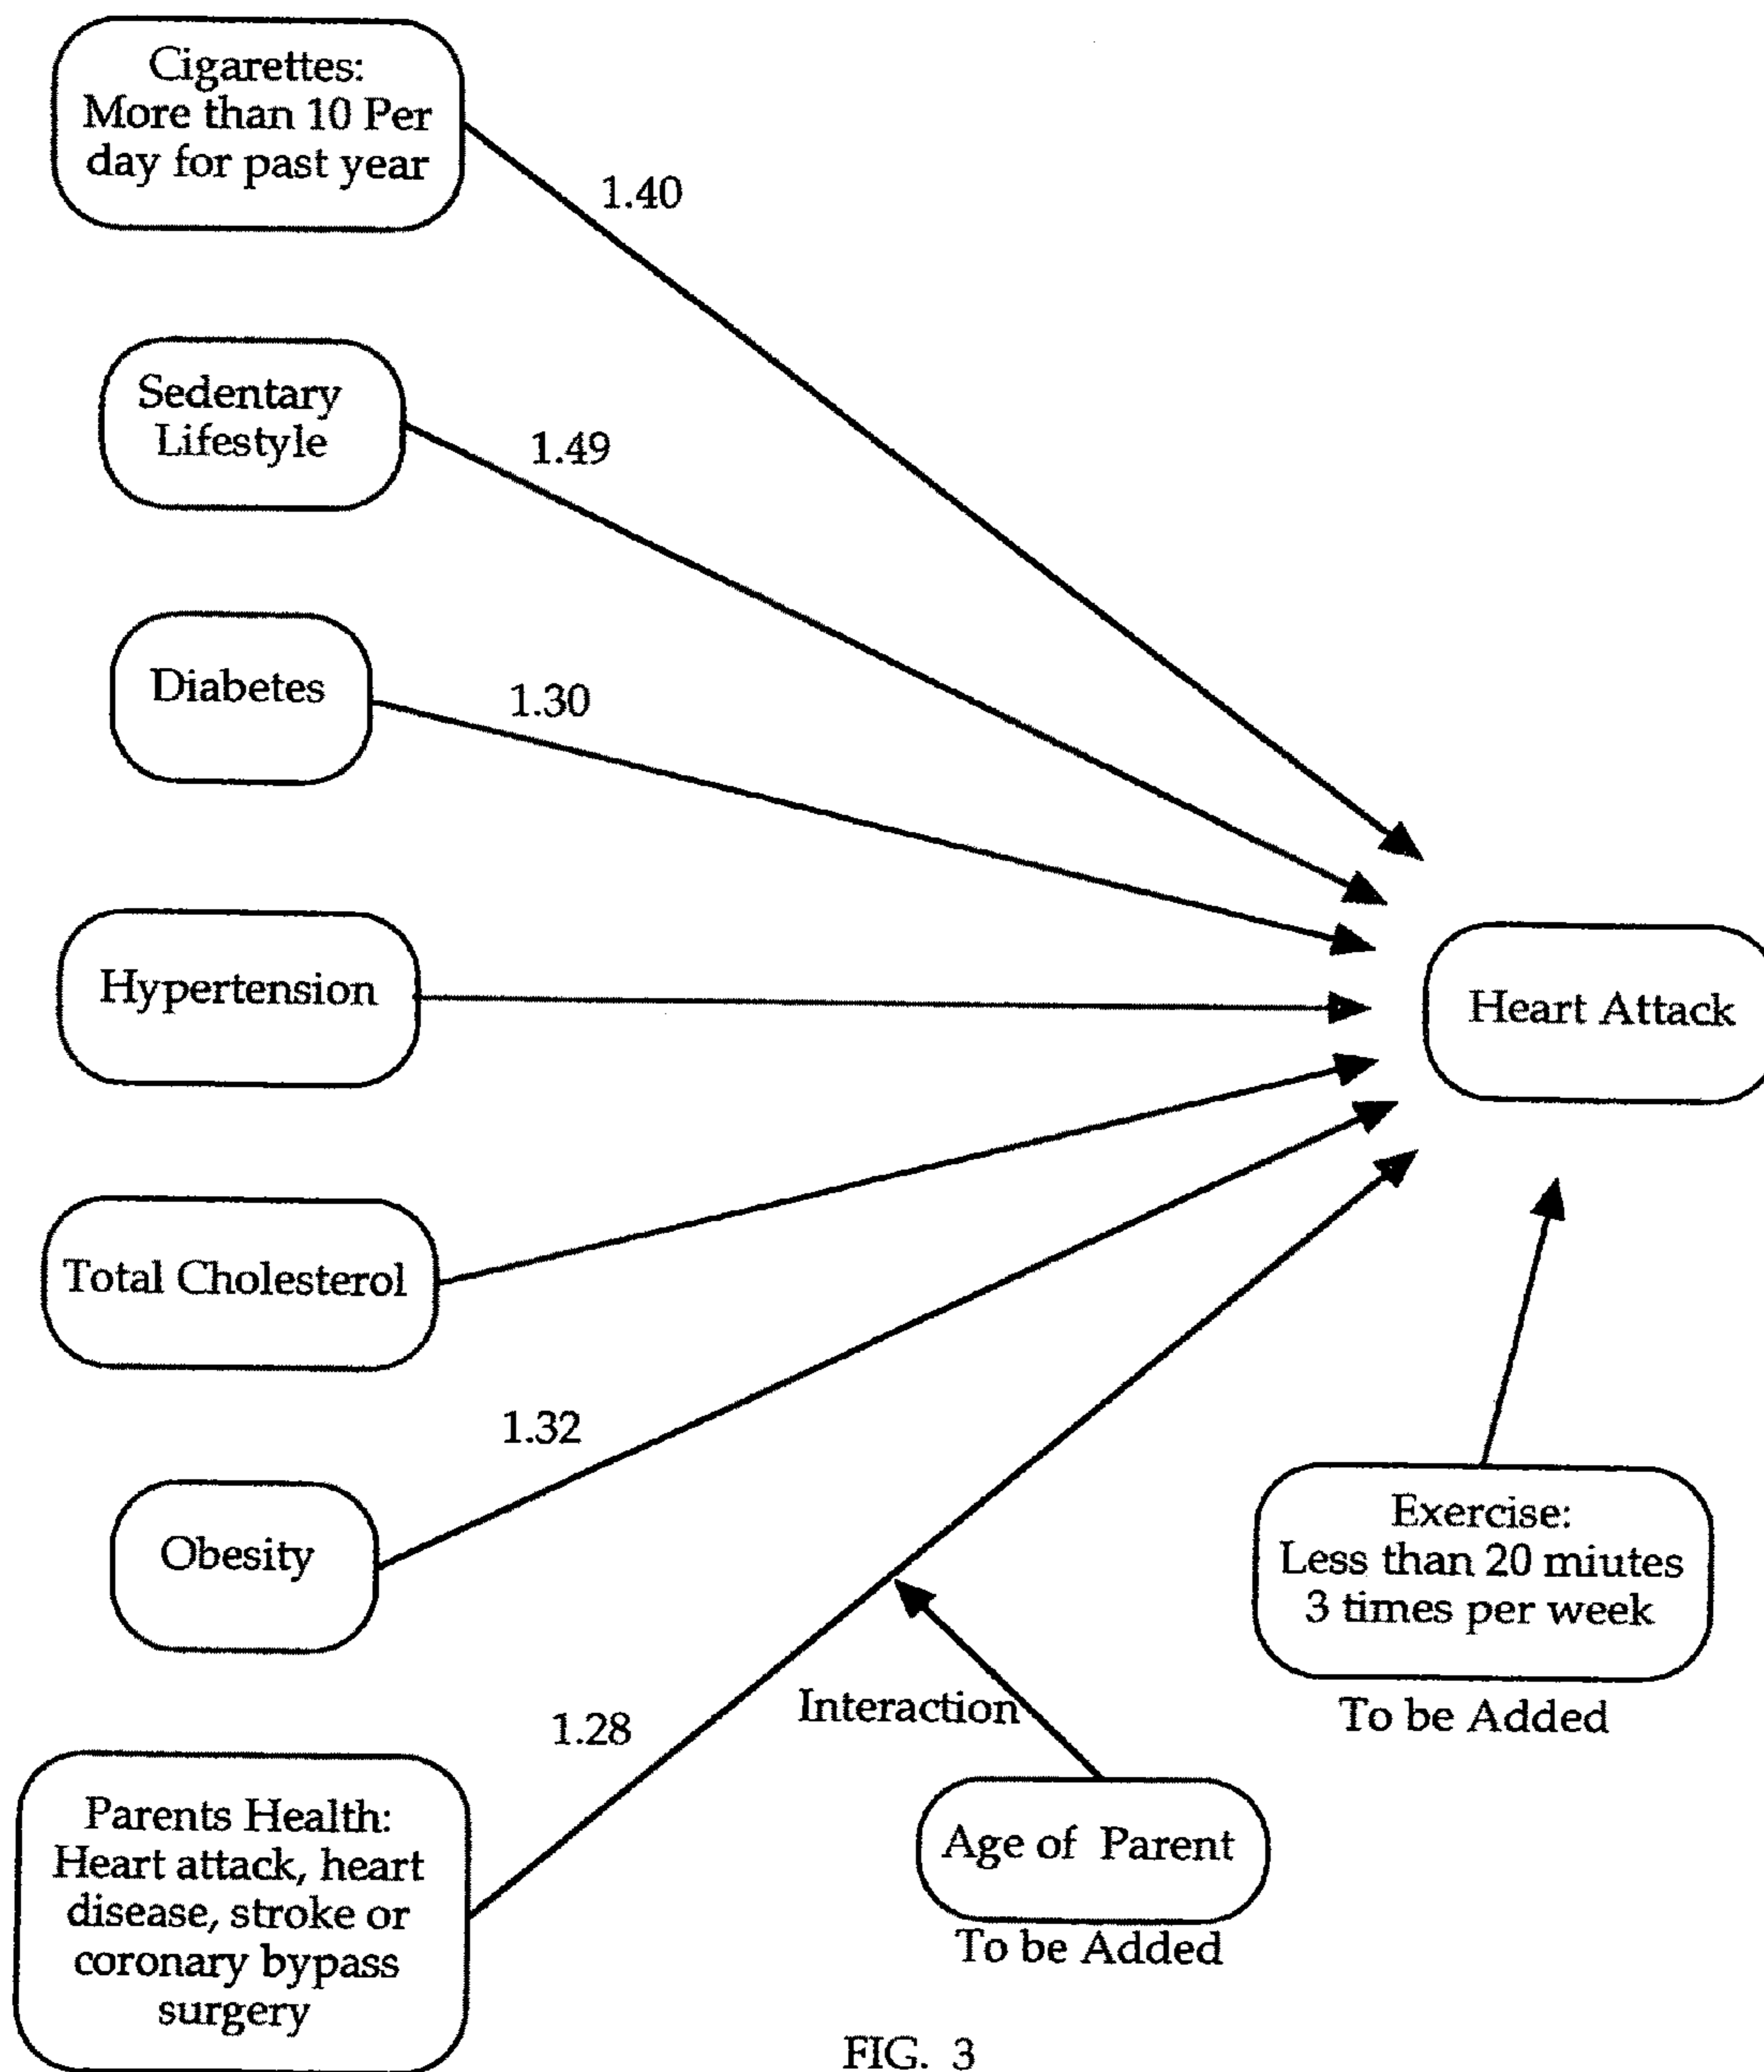 Cigarettes:
More than 10 Per
day for past year
1.40
Sedentary
Lifestyle
1.49
Diabetes
1.30
Hypertension
Heart Attack
Total Cholesterol
1.32
Obesity
Exercise:
Less than 20 miutes
3 times per week
To be Added
Interaction
1.28
Parents Health:
Heart attack, heart
disease, stroke or
coronary bypass
surgery
Age of Parent
To be Added
FIG. 3